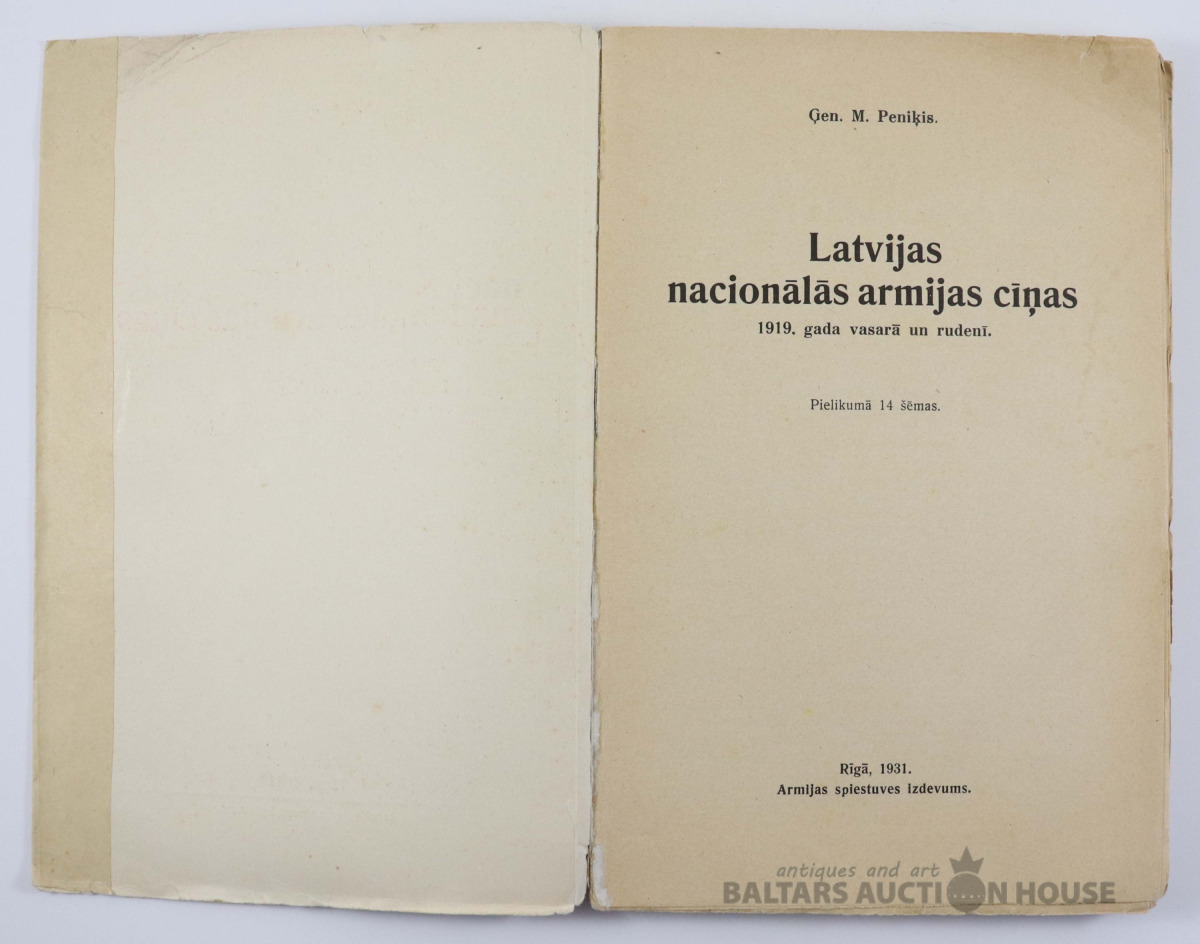 Ģen. M. Peniķis.
Latvijas
nacionālās armijas cīņas
1919. gada vasarā un rudenī.
Pielikumā 14 šēmas.
Rīgā, 1931.
Armijas spiestuves izdevums.
antiques and art
BALTARS AUCTION HOUSE